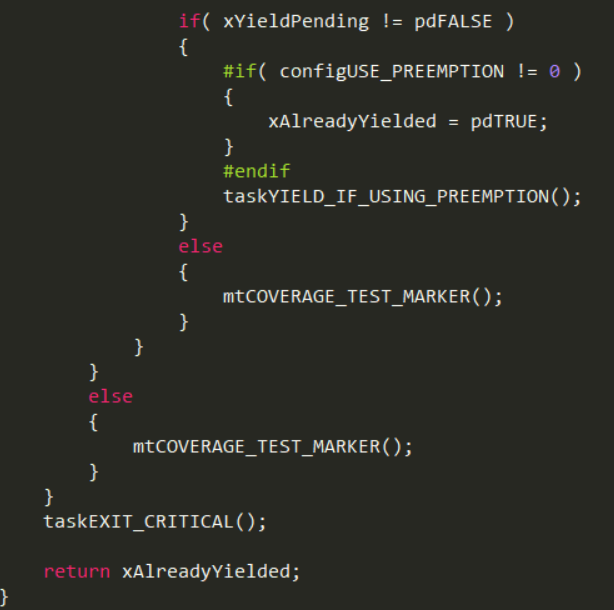 if( xYieldPending != pdFALSE )
{
#if( configUSE_PREEMPTION != 0 )
{
xAlreadyYielded = pdTRUE;
}
#endif
taskYIELD_IF_USING_PREEMPTION();
}
else
{
mtCOVERAGE_TEST_MARKER();
}
}
}
else
{
mtCOVERAGE_TEST_MARKER();
}
}
taskEXIT_CRITICAL();
return xAlreadyYielded;
}